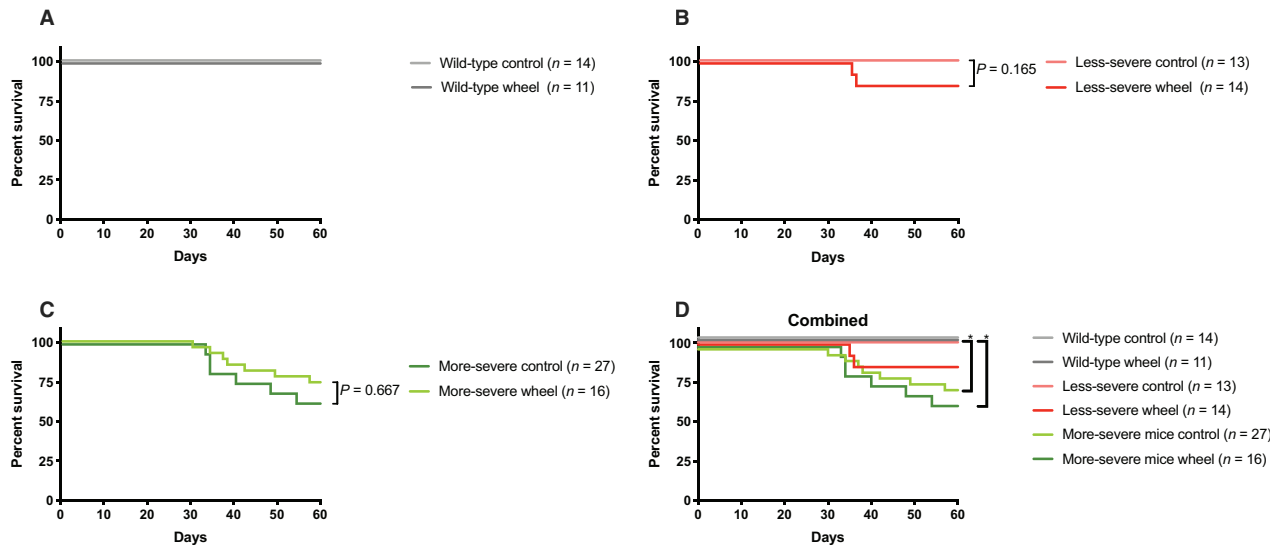 A
Percent survival
100
75
50
25
0
0 10 20 30 40 50 60
Days
Wild-type control (n = 14)
Wild-type wheel (n = 11)
B
Percent survival
100
75
50
25
0
0 10 20 30 40 50 60
Days
P = 0.165
Less-severe control (n = 13)
Less-severe wheel (n = 14)
C
Percent survival
100
75
50
25
0
0 10 20 30 40 50 60
Days
P = 0.667
More-severe control (n = 27)
More-severe wheel (n = 16)
D
Combined
Percent survival
100
75
50
25
0
0 10 20 30 40 50 60
Days
* *
Wild-type control (n = 14)
Wild-type wheel (n = 11)
Less-severe control (n = 13)
Less-severe wheel (n = 14)
More-severe mice control (n = 27)
More-severe mice wheel (n = 16)